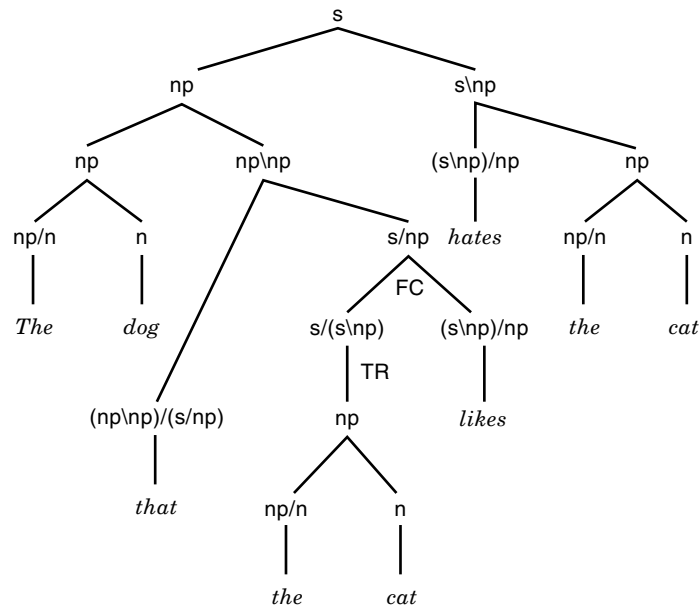 s
np s\np
np np\np (s\np)/np np
np/n n s/np hates np/n n
FC
The dog s/(s\np) (s\np)/np the cat
TR
(np\np)/(s/np) np likes
that np/n n
the cat